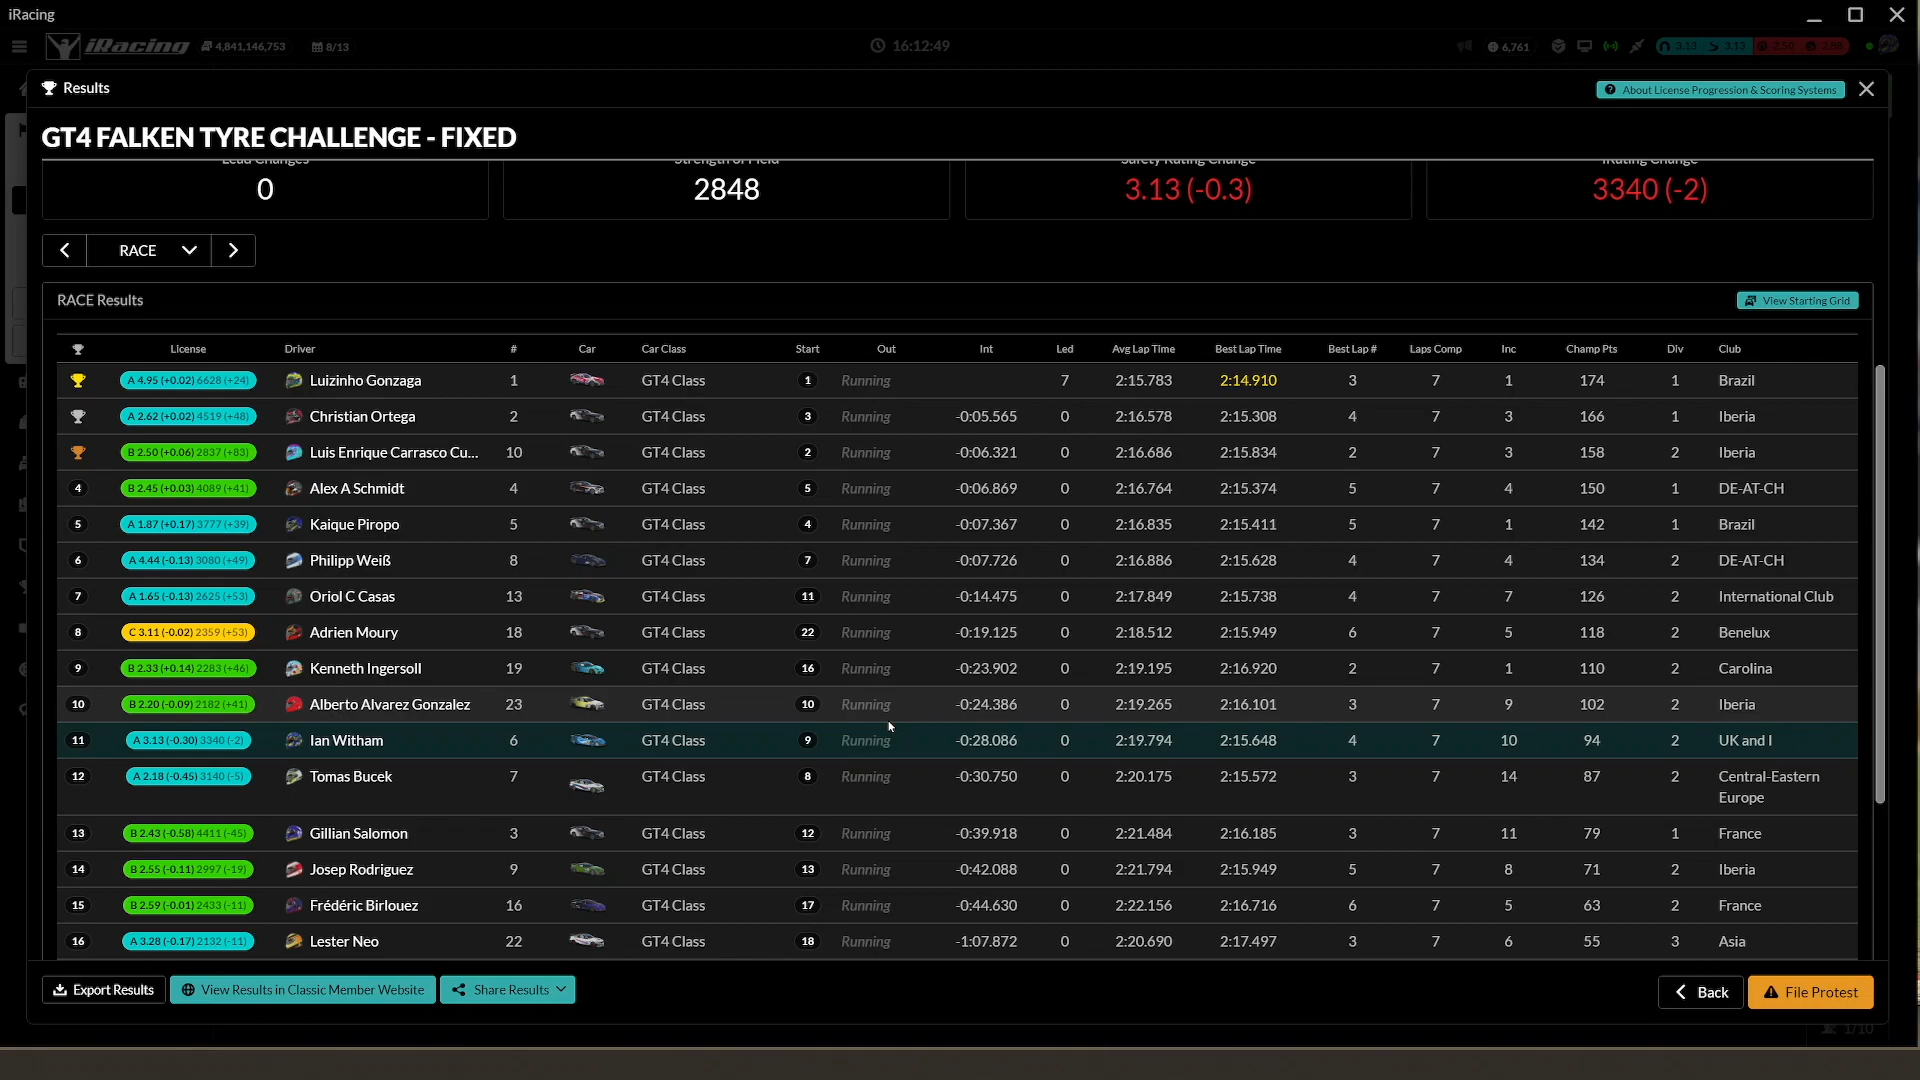 iRacing
iRacing 4,841,146,753 8/13 16:12:49 6,761 3.13 3.13 2.50 2.88
Results About License Progression & Scoring Systems
GT4 FALKEN TYRE CHALLENGE - FIXED
Lead Changes Strength of Field Safety Rating Change iRating Change
0 2848 3.13 (-0.3) 3340 (-2)
RACE
RACE Results View Starting Grid
License Driver # Car Car Class Start Out Int Led Avg Lap Time Best Lap Time Best Lap # Laps Comp Inc Champ Pts Div Club
A 4.95 (+0.02) 6628 (+24) Luizinho Gonzaga 1 GT4 Class 1 Running 7 2:15.783 2:14.910 3 7 1 174 1 Brazil
A 2.62 (+0.02) 4519 (+48) Christian Ortega 2 GT4 Class 3 Running -0:05.565 0 2:16.578 2:15.308 4 7 3 166 1 Iberia
B 2.50 (+0.06) 2837 (+83) Luis Enrique Carrasco Cu... 10 GT4 Class 2 Running -0:06.321 0 2:16.686 2:15.834 2 7 3 158 2 Iberia
4 B 2.45 (+0.03) 4089 (+41) Alex A Schmidt 4 GT4 Class 5 Running -0:06.869 0 2:16.764 2:15.374 5 7 4 150 1 DE-AT-CH
5 A 1.87 (+0.17) 3777 (+39) Kaique Piropo 5 GT4 Class 4 Running -0:07.367 0 2:16.835 2:15.411 5 7 1 142 1 Brazil
6 A 4.44 (-0.13) 3080 (+49) Philipp Weiß 8 GT4 Class 7 Running -0:07.726 0 2:16.886 2:15.628 4 7 4 134 2 DE-AT-CH
7 A 1.65 (-0.13) 2625 (+53) Oriol C Casas 13 GT4 Class 11 Running -0:14.475 0 2:17.849 2:15.738 4 7 7 126 2 International Club
8 C 3.11 (-0.02) 2359 (+53) Adrien Moury 18 GT4 Class 22 Running -0:19.125 0 2:18.512 2:15.949 6 7 5 118 2 Benelux
9 B 2.33 (+0.14) 2283 (+46) Kenneth Ingersoll 19 GT4 Class 16 Running -0:23.902 0 2:19.195 2:16.920 2 7 1 110 2 Carolina
10 B 2.20 (-0.09) 2182 (+41) Alberto Alvarez Gonzalez 23 GT4 Class 10 Running -0:24.386 0 2:19.265 2:16.101 3 7 9 102 2 Iberia
11 A 3.13 (-0.30) 3340 (-2) Ian Witham 6 GT4 Class 9 Running -0:28.086 0 2:19.794 2:15.648 4 7 10 94 2 UK and I
12 A 2.18 (-0.45) 3140 (-5) Tomas Bucek 7 GT4 Class 8 Running -0:30.750 0 2:20.175 2:15.572 3 7 14 87 2 Central-Eastern
Europe
13 B 2.43 (-0.58) 4411 (-45) Gillian Salomon 3 GT4 Class 12 Running -0:39.918 0 2:21.484 2:16.185 3 7 11 79 1 France
14 B 2.55 (-0.11) 2997 (-19) Josep Rodriguez 9 GT4 Class 13 Running -0:42.088 0 2:21.794 2:15.949 5 7 8 71 2 Iberia
15 B 2.59 (-0.01) 2433 (-11) Frédéric Birlouez 16 GT4 Class 17 Running -0:44.630 0 2:22.156 2:16.716 6 7 5 63 2 France
16 A 3.28 (-0.17) 2132 (-11) Lester Neo 22 GT4 Class 18 Running -1:07.872 0 2:20.690 2:17.497 3 7 6 55 3 Asia
Export Results View Results in Classic Member Website Share Results Back File Protest
1/10